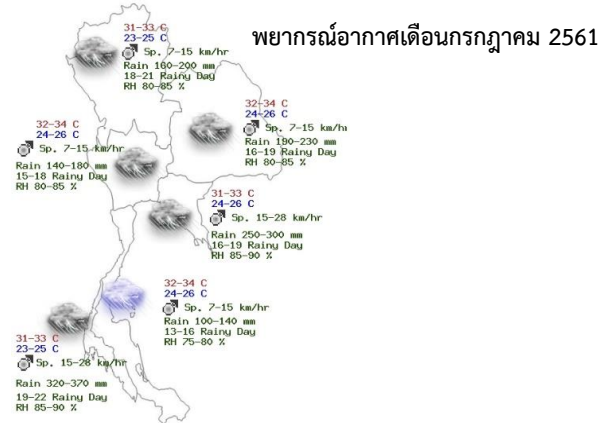 พยากรณ์อากาศเดือนกรกฎาคม 2561
31-33 C
23-25 C
Sp. 7-15 km/hr
Rain 160-200 mm
18-21 Rainy Day
RH 80-85 %
32-34 C
24-26 C
Sp. 7-15 km/h
Rain 190-230 mm
16-19 Rainy Day
RH 80-85 %
32-34 C
24-26 C
Sp. 7-15 km/hr
Rain 140-180 mm
15-18 Rainy Day
RH 80-85 %
31-33 C
24-26 C
Sp. 15-28 km/hr
Rain 250-300 mm
16-19 Rainy Day
RH 85-90 %
32-34 C
24-26 C
Sp. 7-15 km/hr
Rain 100-140 mm
13-16 Rainy Day
RH 75-80 %
31-33 C
23-25 C
Sp. 15-28 km/hr
Rain 320-370 mm
19-22 Rainy Day
RH 85-90 %